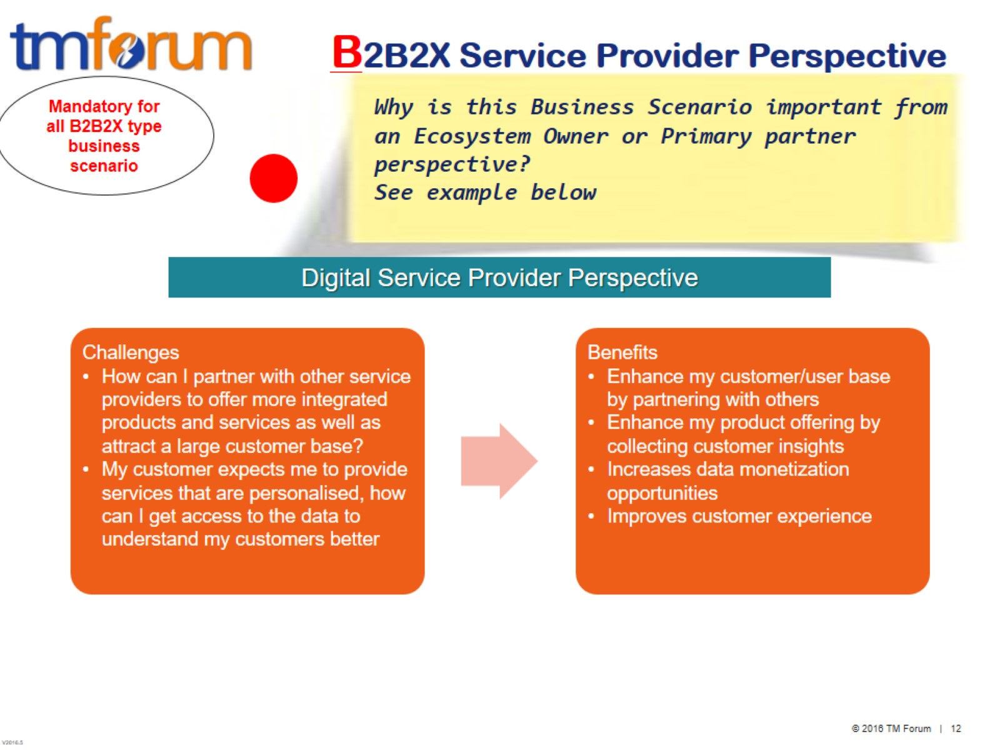 tmforum
B2B2X Service Provider Perspective
Mandatory for
all B2B2X type
business
scenario
Why is this Business Scenario important from
an Ecosystem Owner or Primary partner
perspective?
See example below
Digital Service Provider Perspective
Challenges
• How can I partner with other service
providers to offer more integrated
products and services as well as
attract a large customer base?
• My customer expects me to provide
services that are personalised, how
can I get access to the data to
understand my customers better
Benefits
• Enhance my customer/user base
by partnering with others
• Enhance my product offering by
collecting customer insights
• Increases data monetization
opportunities
• Improves customer experience
© 2016 TM Forum | 12
V2016.5